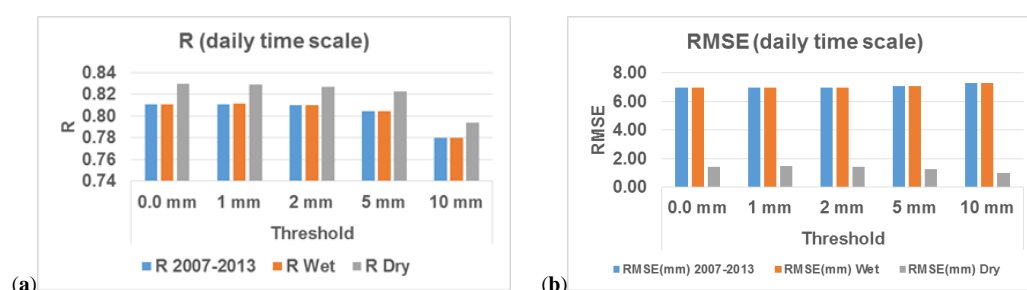 R (daily time scale)
0.84
0.82
0.80
0.78
0.76
0.74
R
0.0 mm 1 mm 2 mm 5 mm 10 mm
Threshold
R 2007-2013 R Wet R Dry
(a)
RMSE (daily time scale)
8.00
6.00
4.00
2.00
0.00
RMSE
0.0 mm 1 mm 2 mm 5 mm 10 mm
Threshold
RMSE(mm) 2007-2013 RMSE(mm) Wet RMSE(mm) Dry
(b)